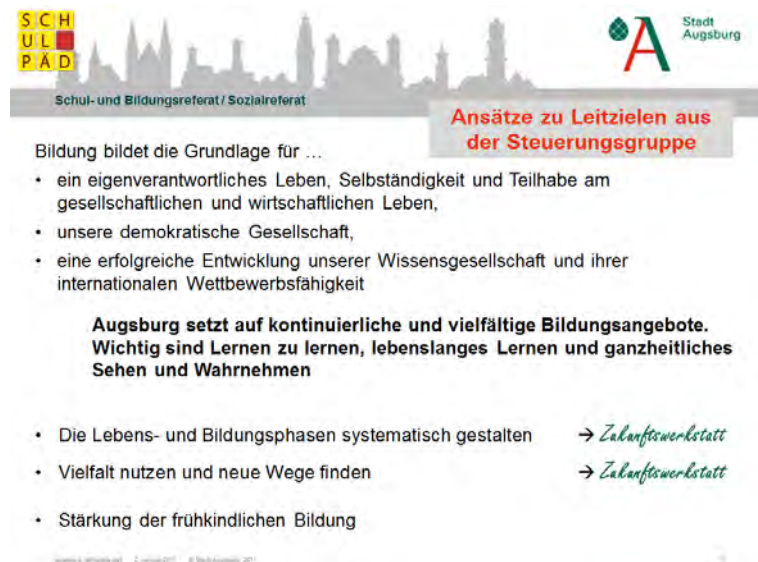 SCH
UL
PÄD
Stadt
Augsburg
Schul- und Bildungsreferat / Sozialreferat
Ansätze zu Leitzielen aus
der Steuerungsgruppe
Bildung bildet die Grundlage für …
• ein eigenverantwortliches Leben, Selbständigkeit und Teilhabe am
gesellschaftlichen und wirtschaftlichen Leben,
• unsere demokratische Gesellschaft,
• eine erfolgreiche Entwicklung unserer Wissensgesellschaft und ihrer
internationalen Wettbewerbsfähigkeit
Augsburg setzt auf kontinuierliche und vielfältige Bildungsangebote.
Wichtig sind Lernen zu lernen, lebenslanges Lernen und ganzheitliches
Sehen und Wahrnehmen
• Die Lebens- und Bildungsphasen systematisch gestalten → Zukunftswerkstatt
• Vielfalt nutzen und neue Wege finden → Zukunftswerkstatt
• Stärkung der frühkindlichen Bildung